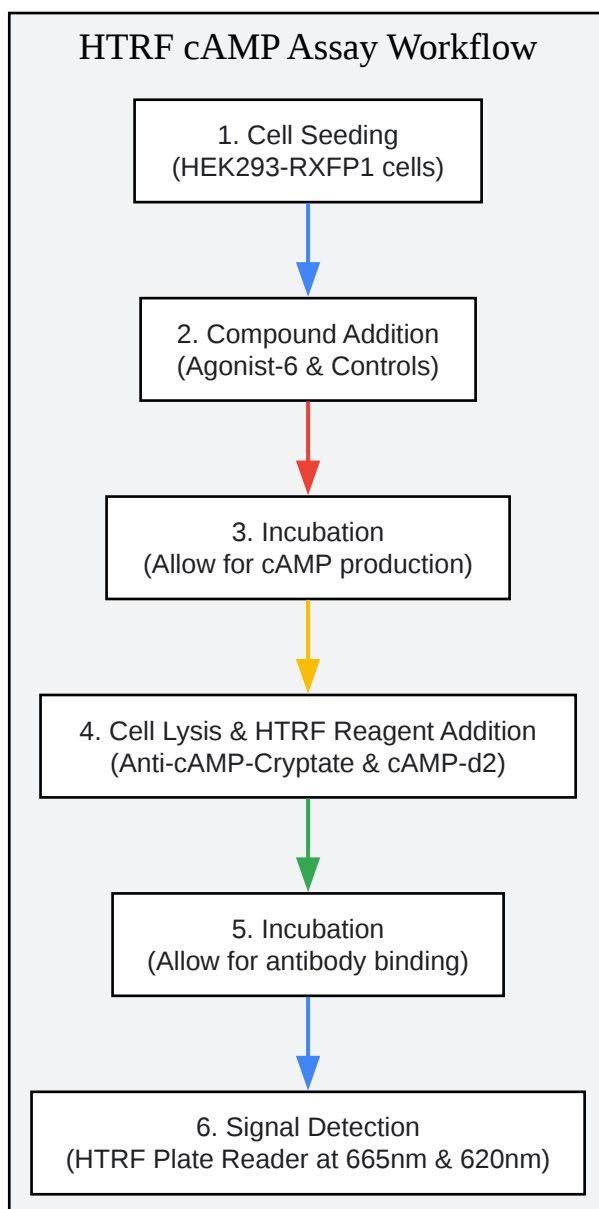 HTRF cAMP Assay Workflow
1. Cell Seeding
(HEK293-RXFP1 cells)
2. Compound Addition
(Agonist-6 & Controls)
3. Incubation
(Allow for cAMP production)
4. Cell Lysis & HTRF Reagent Addition
(Anti-cAMP-Cryptate & cAMP-d2)
5. Incubation
(Allow for antibody binding)
6. Signal Detection
(HTRF Plate Reader at 665nm & 620nm)